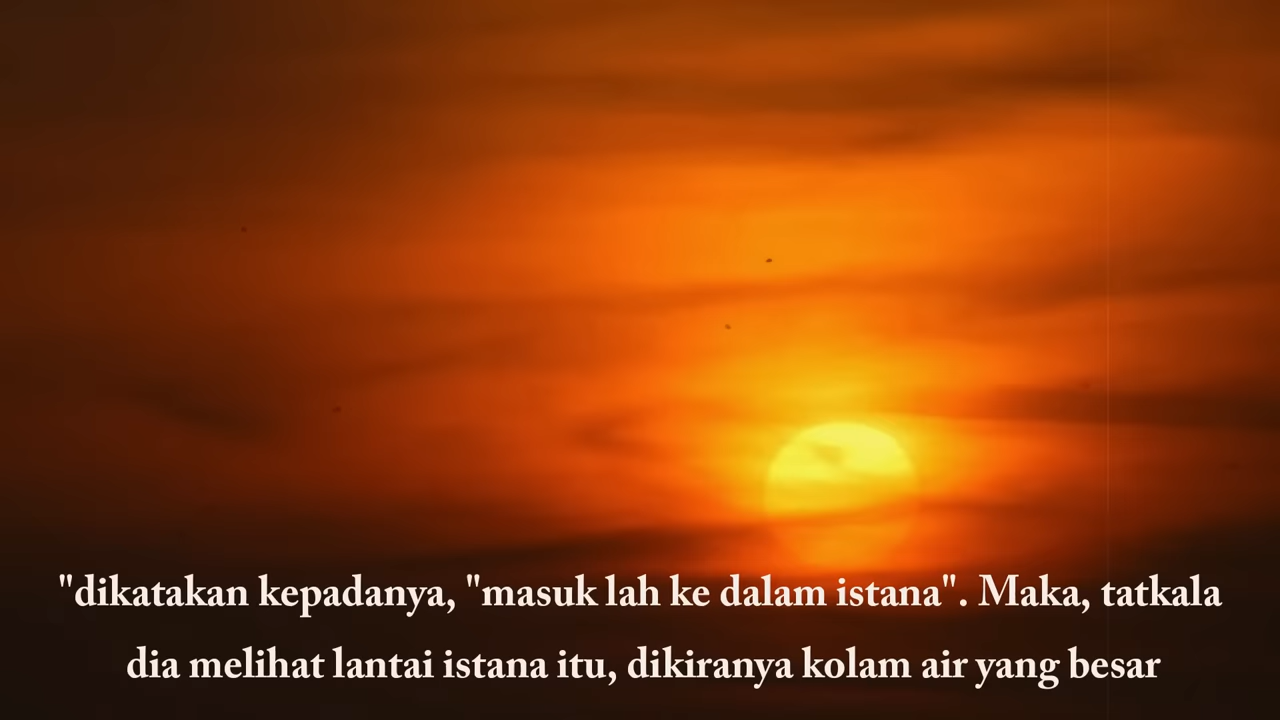 "dikatakan kepadanya, "masuk lah ke dalam istana". Maka, tatkala
dia melihat lantai istana itu, dikiranya kolam air yang besar